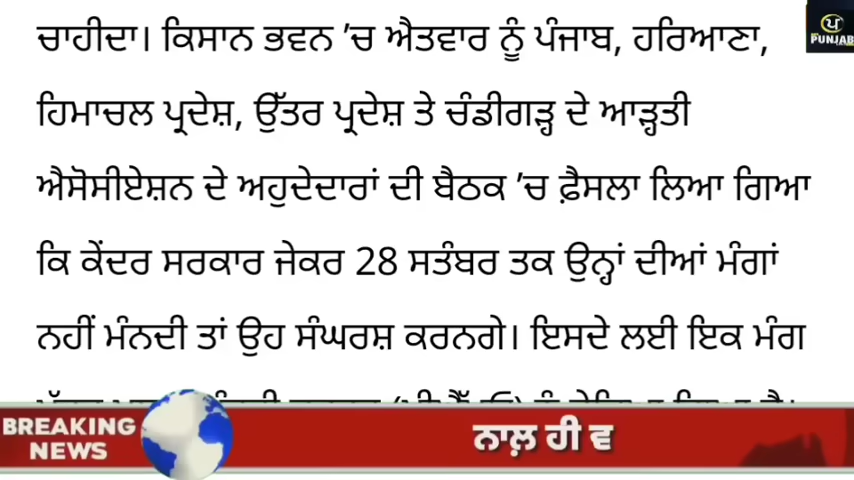 ਚਾਹੀਦਾ। ਕਿਸਾਨ ਭਵਨ ’ਚ ਐਤਵਾਰ ਨੂੰ ਪੰਜਾਬ, ਹਰਿਆਣਾ,
ਹਿਮਾਚਲ ਪ੍ਰਦੇਸ਼, ਉੱਤਰ ਪ੍ਰਦੇਸ਼ ਤੇ ਚੰਡੀਗੜ੍ਹ ਦੇ ਆੜ੍ਹਤੀ
ਐਸੋਸੀਏਸ਼ਨ ਦੇ ਅਹੁਦੇਦਾਰਾਂ ਦੀ ਬੈਠਕ ’ਚ ਫ਼ੈਸਲਾ ਲਿਆ ਗਿਆ
ਕਿ ਕੇਂਦਰ ਸਰਕਾਰ ਜੇਕਰ 28 ਸਤੰਬਰ ਤਕ ਉਨ੍ਹਾਂ ਦੀਆਂ ਮੰਗਾਂ
ਨਹੀਂ ਮੰਨਦੀ ਤਾਂ ਉਹ ਸੰਘਰਸ਼ ਕਰਨਗੇ। ਇਸਦੇ ਲਈ ਇਕ ਮੰਗ
ਪ
PUNJAB
BREAKING
NEWS
ਨਾਲ਼ ਹੀ ਵ